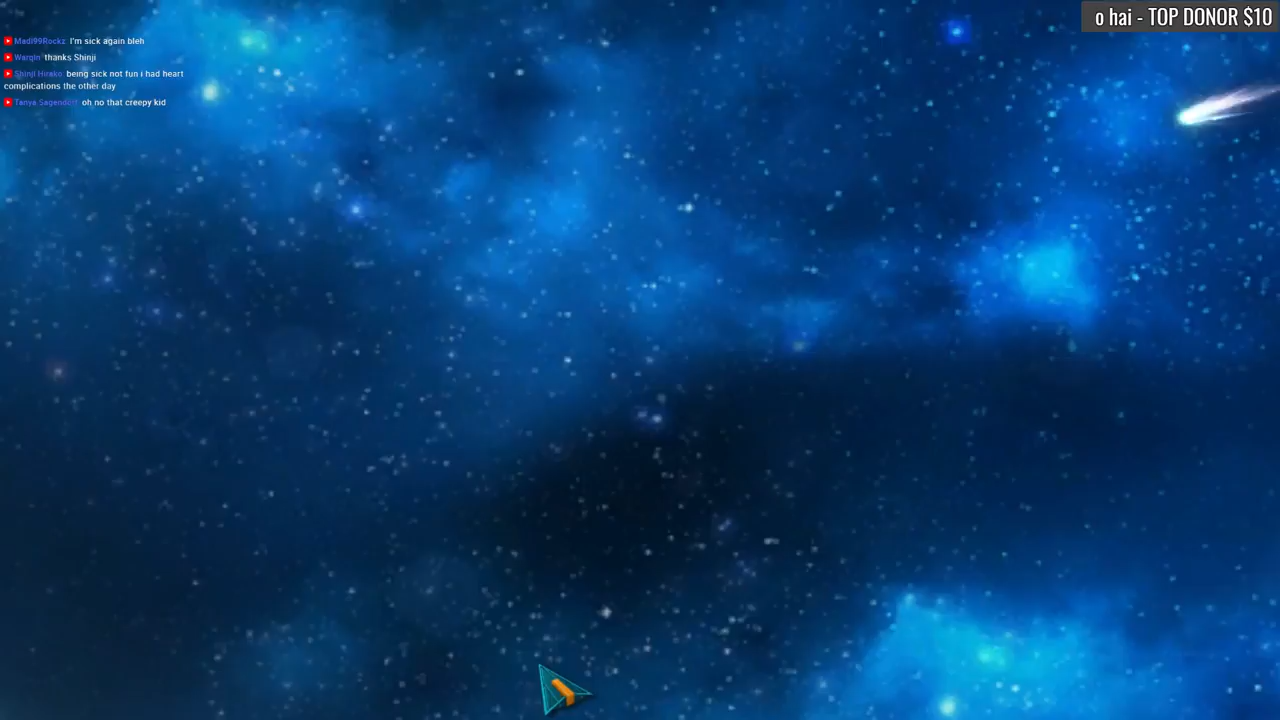 o hai - TOP DONOR $10
Madi99Rockz I'm sick again bleh
Warqin thanks Shinji
Shinji Hirako being sick not fun i had heart
complications the other day
Tanya Sagendorf oh no that creepy kid